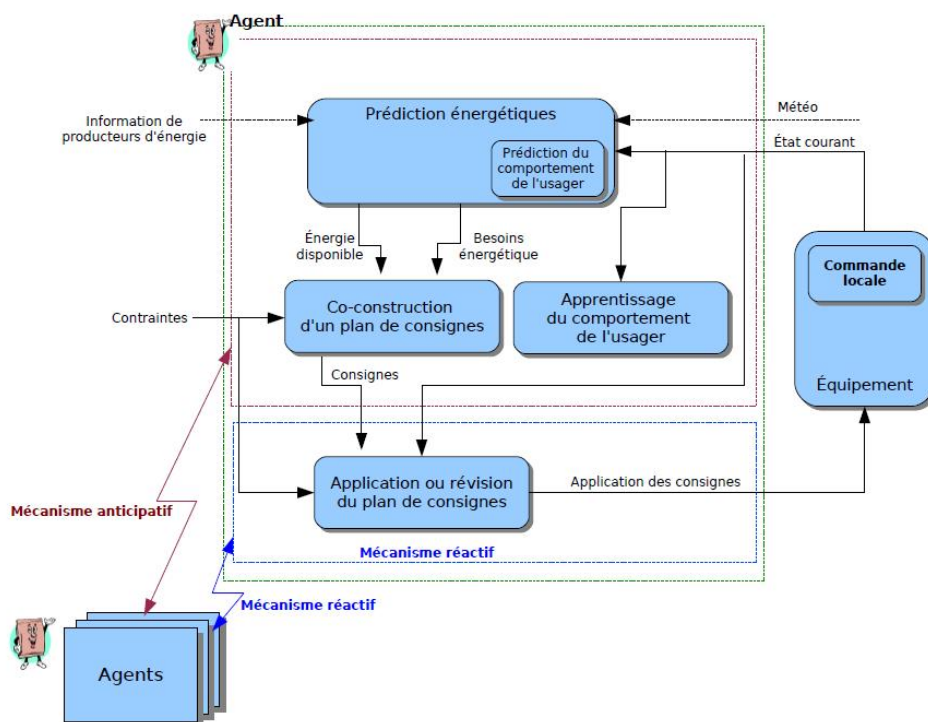 Agent
Information de
producteurs d'énergie
Prédiction énergétiques
Prédiction du
comportement
de l'usager
Météo
État courant
Énergie
disponible
Besoins
énergétique
Commande
locale
Équipement
Contraintes
Co-construction
d'un plan de consignes
Apprentissage
du comportement
de l'usager
Consignes
Application ou révision
du plan de consignes
Application des consignes
Mécanisme anticipatif
Mécanisme réactif
Mécanisme réactif
Agents